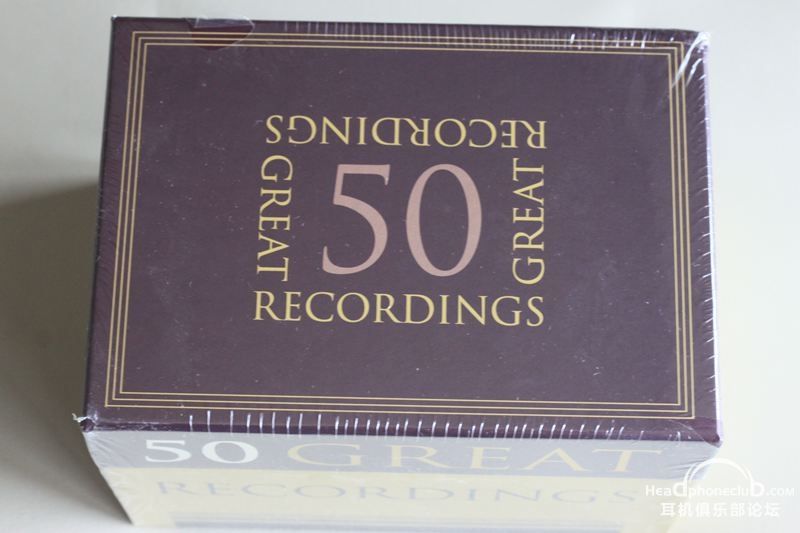 RECORDINGS
GREAT
50
GREAT
RECORDINGS
50 GREAT
RECORDINGS
Headphoneclub.com
耳机俱乐部论坛